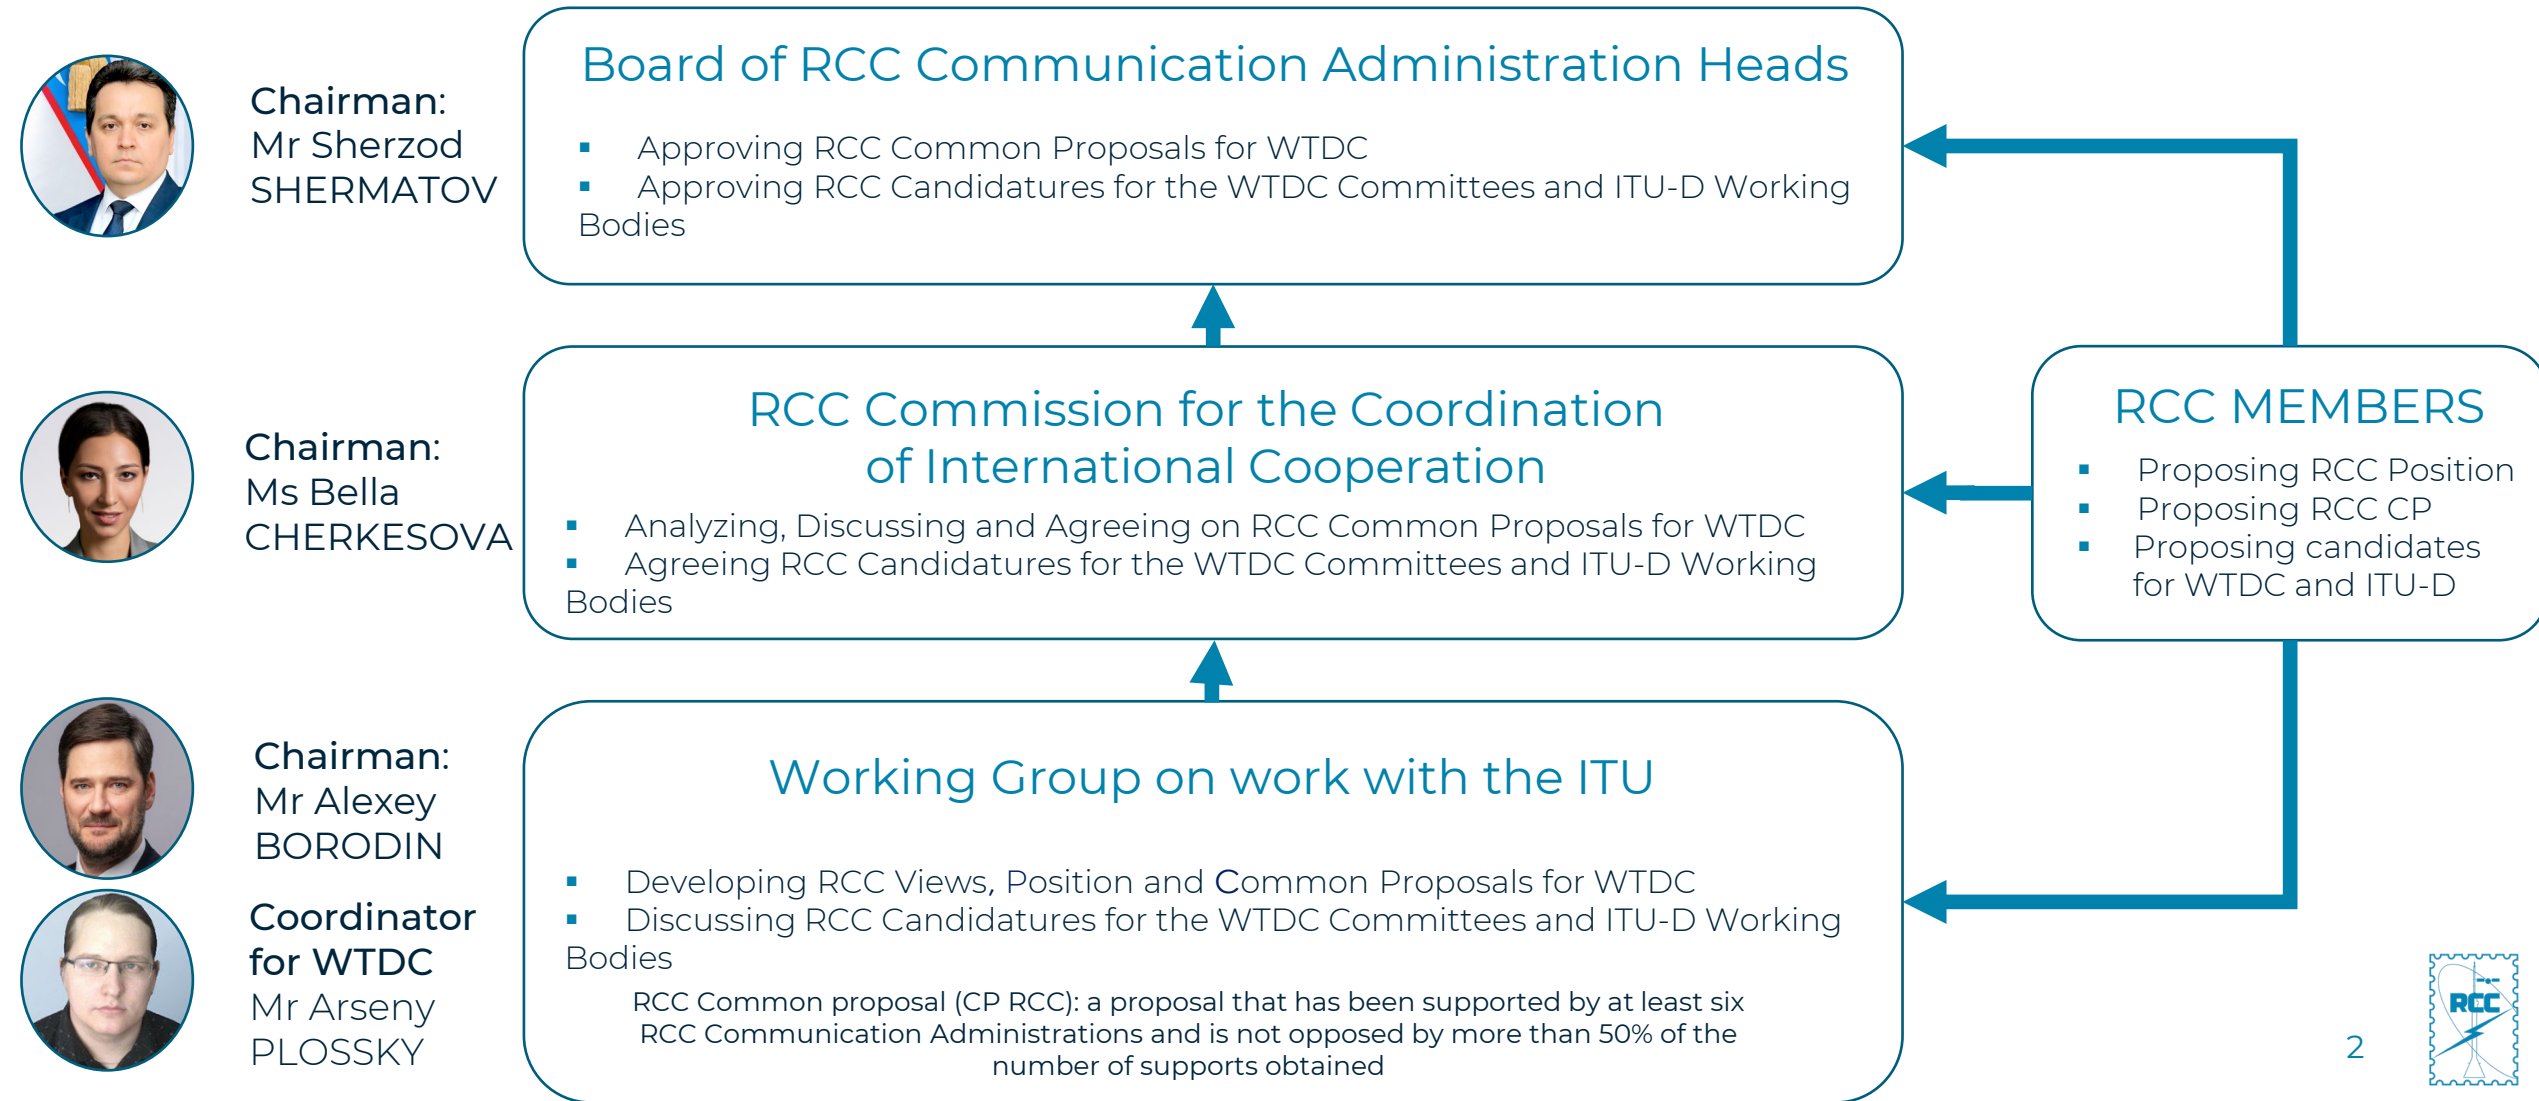 Chairman:
Mr Sherzod
SHERMATOV
Board of RCC Communication Administration Heads
▪ Approving RCC Common Proposals for WTDC
▪ Approving RCC Candidatures for the WTDC Committees and ITU-D Working
Bodies
Chairman:
Ms Bella
CHERKESOVA
RCC Commission for the Coordination
of International Cooperation
▪ Analyzing, Discussing and Agreeing on RCC Common Proposals for WTDC
▪ Agreeing RCC Candidatures for the WTDC Committees and ITU-D Working
Bodies
RCC MEMBERS
▪ Proposing RCC Position
▪ Proposing RCC CP
▪ Proposing candidates
for WTDC and ITU-D
Chairman:
Mr Alexey
BORODIN
Coordinator
for WTDC
Mr Arseny
PLOSSKY
Working Group on work with the ITU
▪ Developing RCC Views, Position and Common Proposals for WTDC
▪ Discussing RCC Candidatures for the WTDC Committees and ITU-D Working
Bodies
RCC Common proposal (CP RCC): a proposal that has been supported by at least six
RCC Communication Administrations and is not opposed by more than 50% of the
number of supports obtained
2
RCC